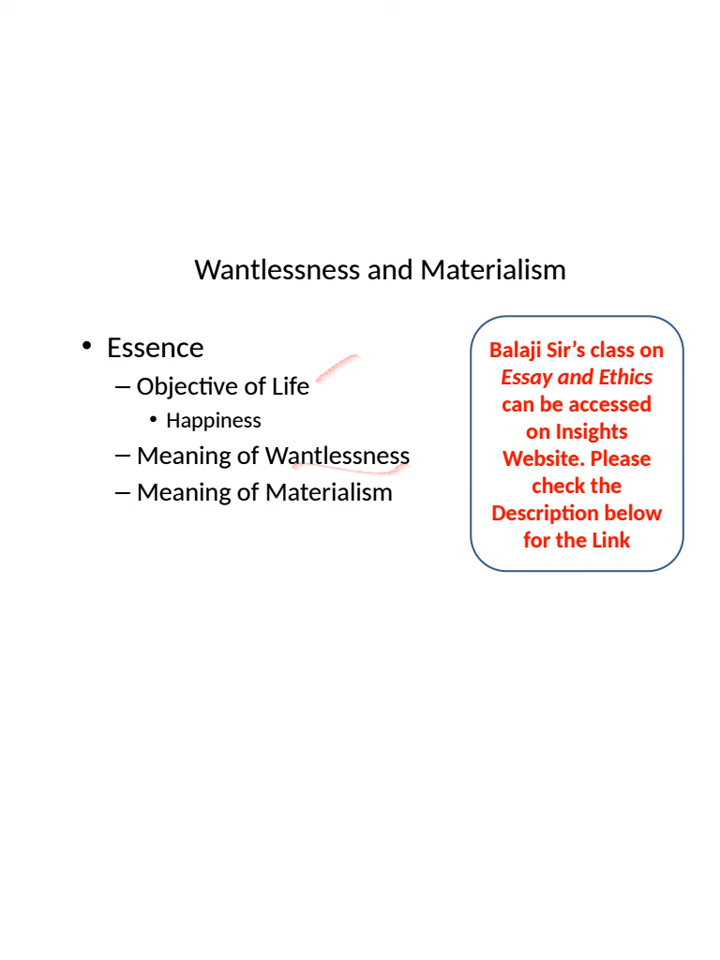 Wantlessness and Materialism
• Essence
– Objective of Life
• Happiness
– Meaning of Wantlessness
– Meaning of Materialism
Balaji Sir’s class on
Essay and Ethics
can be accessed
on Insights
Website. Please
check the
Description below
for the Link